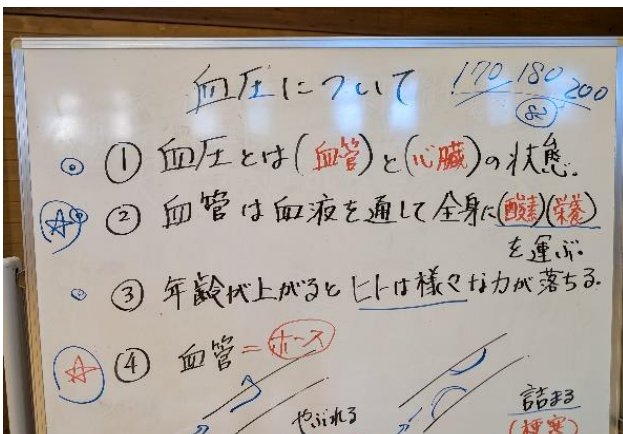 血圧について
170 180 200
① 血圧とは(血管)と(心臓)の状態.
② 血管は血液を通して全身に(酸素)(栄養)
を運ぶ.
③ 年齢が上がるとヒトは様々な力が落ちる.
④ 血管=ホース
やぶれる
詰まる
(梗塞)